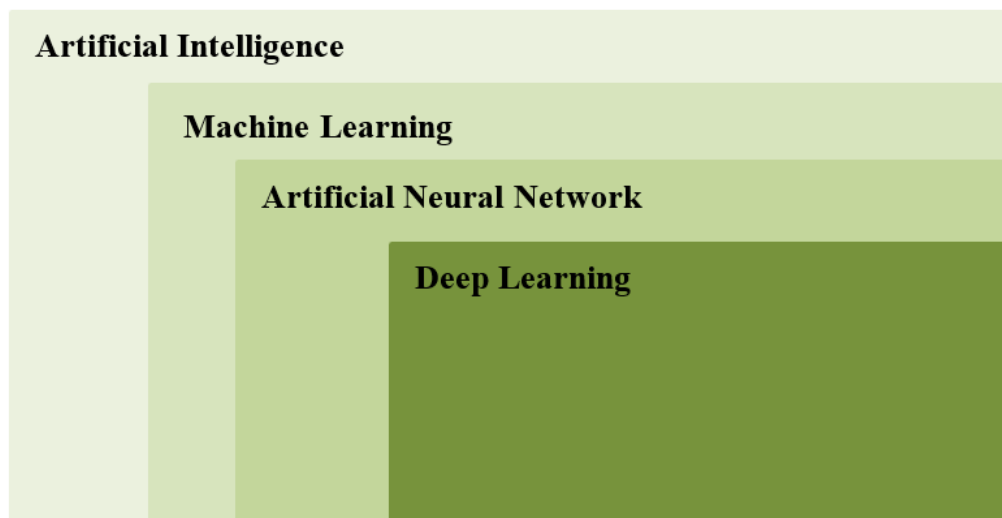 Artificial Intelligence
Machine Learning
Artificial Neural Network
Deep Learning